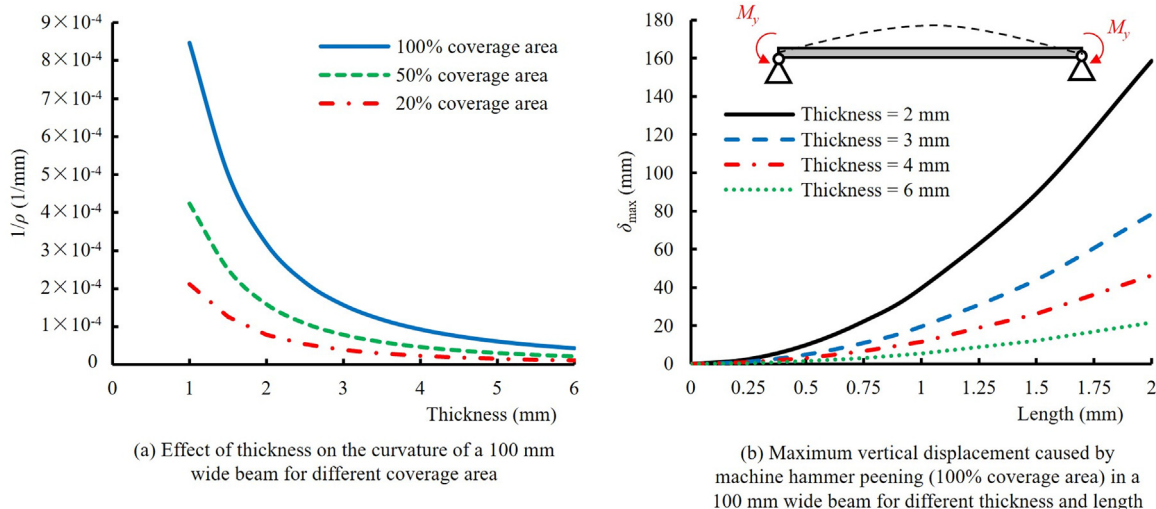 9×10⁻⁴
8×10⁻⁴
7×10⁻⁴
6×10⁻⁴
5×10⁻⁴
4×10⁻⁴
3×10⁻⁴
2×10⁻⁴
1×10⁻⁴
0
1/ρ (1/mm)
100% coverage area
50% coverage area
20% coverage area
0 1 2 3 4 5 6
Thickness (mm)
(a) Effect of thickness on the curvature of a 100 mm
wide beam for different coverage area
180
160
140
120
100
80
60
40
20
0
δmax (mm)
My
My
Thickness = 2 mm
Thickness = 3 mm
Thickness = 4 mm
Thickness = 6 mm
0 0.25 0.5 0.75 1 1.25 1.5 1.75 2
Length (mm)
(b) Maximum vertical displacement caused by
machine hammer peening (100% coverage area) in a
100 mm wide beam for different thickness and length